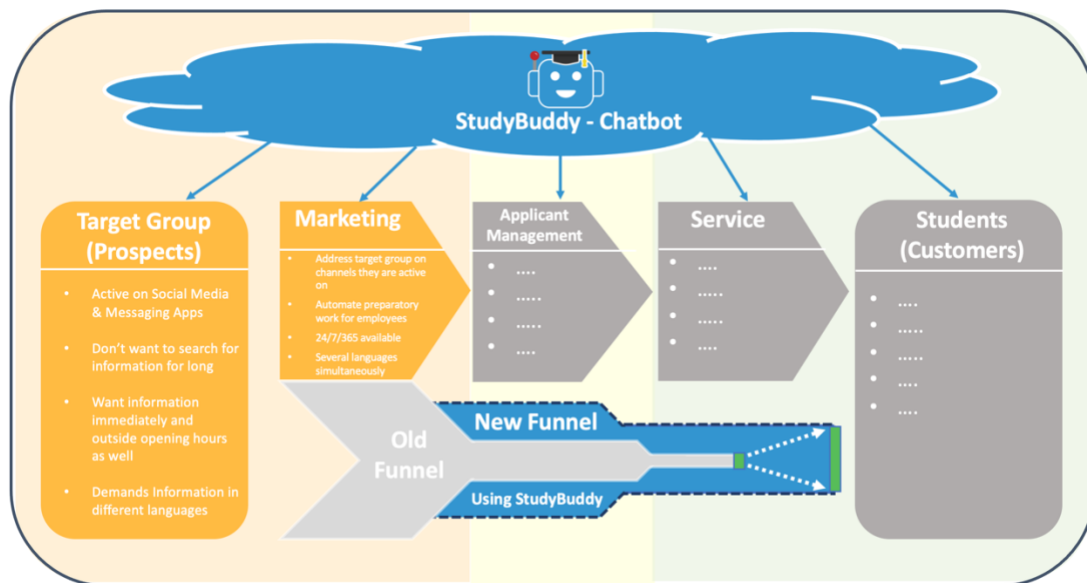 StudyBuddy - Chatbot
Target Group
(Prospects)
• Active on Social Media
& Messaging Apps
• Don't want to search for
information for long
• Want information
immediately and
outside opening hours
as well
• Demands Information in
different languages
Marketing
• Address target group on
channels they are active
on
• Automate preparatory
work for employees
• 24/7/365 available
• Several languages
simultaneously
Applicant
Management
• ....
• .....
• ....
• ....
Service
• ....
• .....
• ....
• ....
Students
(Customers)
• ....
• .....
• .....
• ....
• ....
Old
Funnel
New Funnel
Using StudyBuddy